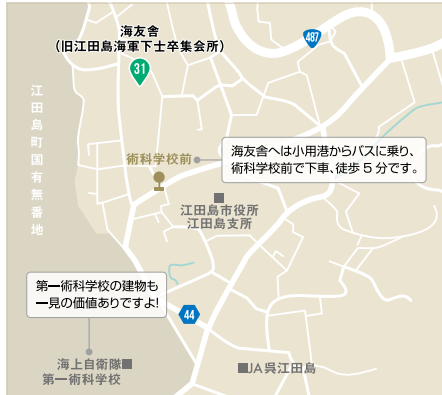 海友舎
（旧江田島海軍下士卒集会所）
31
487
江田島町国有無番地
術科学校前
海友舎へは小用港からバスに乗り、
術科学校前で下車、徒歩5分です。
江田島市役所
江田島支所
第一術科学校の建物も
一見の価値ありですよ!
44
海上自衛隊
第一術科学校
JA呉江田島